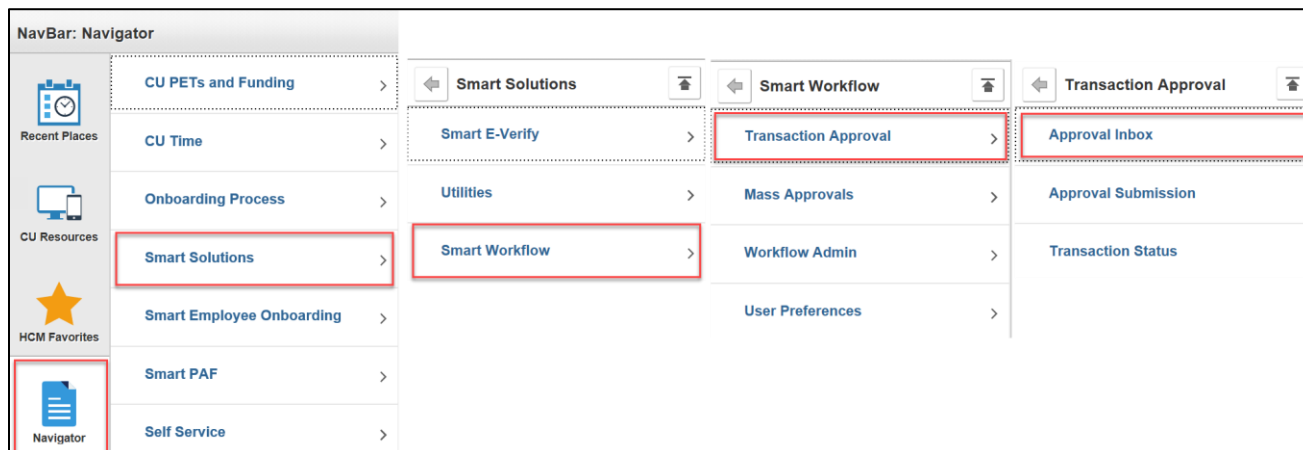 NavBar: Navigator
Recent Places
CU Resources
HCM Favorites
Navigator
CU PETs and Funding
CU Time
Onboarding Process
Smart Solutions
Smart Employee Onboarding
Smart PAF
Self Service
Smart Solutions
Smart E-Verify
Utilities
Smart Workflow
Smart Workflow
Transaction Approval
Mass Approvals
Workflow Admin
User Preferences
Transaction Approval
Approval Inbox
Approval Submission
Transaction Status